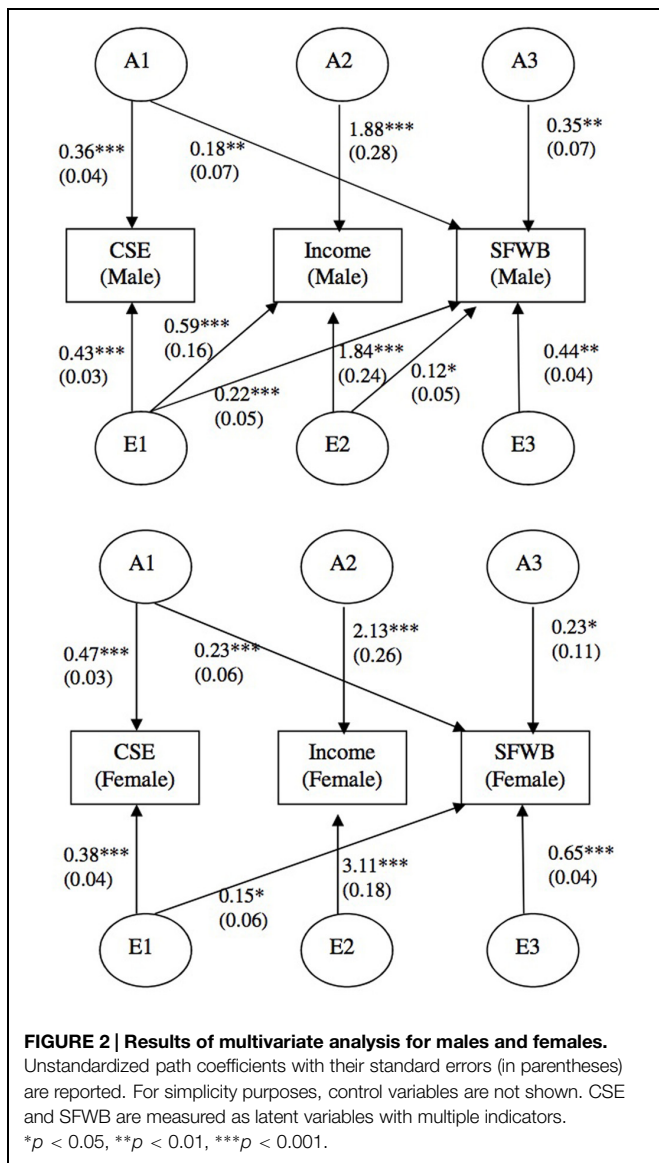 A1 A2 A3
0.36*** 0.18** 1.88*** 0.35**
(0.04) (0.07) (0.28) (0.07)
CSE Income SFWB
(Male) (Male) (Male)
0.43*** 0.59*** 1.84*** 0.12* 0.44**
(0.03) (0.16) (0.24) (0.05) (0.04)
0.22***
(0.05)
E1 E2 E3
A1 A2 A3
0.47*** 0.23*** 2.13*** 0.23*
(0.03) (0.06) (0.26) (0.11)
CSE Income SFWB
(Female) (Female) (Female)
0.38*** 0.15* 3.11*** 0.65***
(0.04) (0.06) (0.18) (0.04)
E1 E2 E3
FIGURE 2 | Results of multivariate analysis for males and females.
Unstandardized path coefficients with their standard errors (in parentheses)
are reported. For simplicity purposes, control variables are not shown. CSE
and SFWB are measured as latent variables with multiple indicators.
*p < 0.05, **p < 0.01, ***p < 0.001.